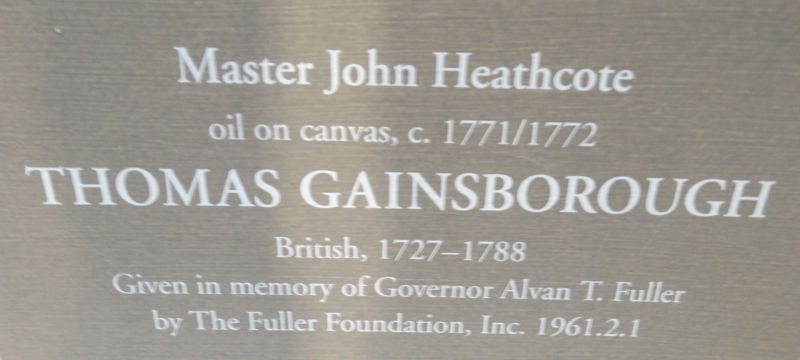 Master John Heathcote
oil on canvas, c. 1771/1772
THOMAS GAINSBOROUGH
British, 1727–1788
Given in memory of Governor Alvan T. Fuller
by The Fuller Foundation, Inc. 1961.2.1